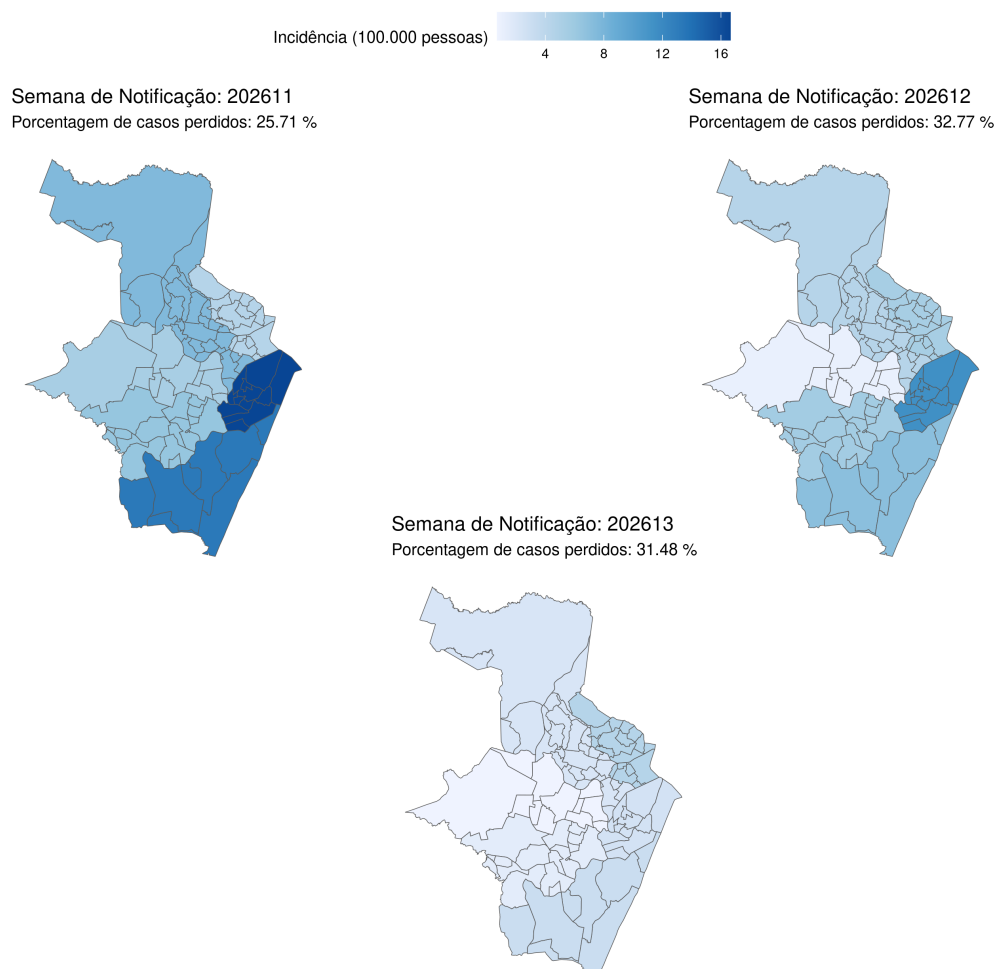 Incidência (100.000 pessoas)
4 8 12 16
Semana de Notificação: 202611
Porcentagem de casos perdidos: 25.71 %
Semana de Notificação: 202612
Porcentagem de casos perdidos: 32.77 %
Semana de Notificação: 202613
Porcentagem de casos perdidos: 31.48 %